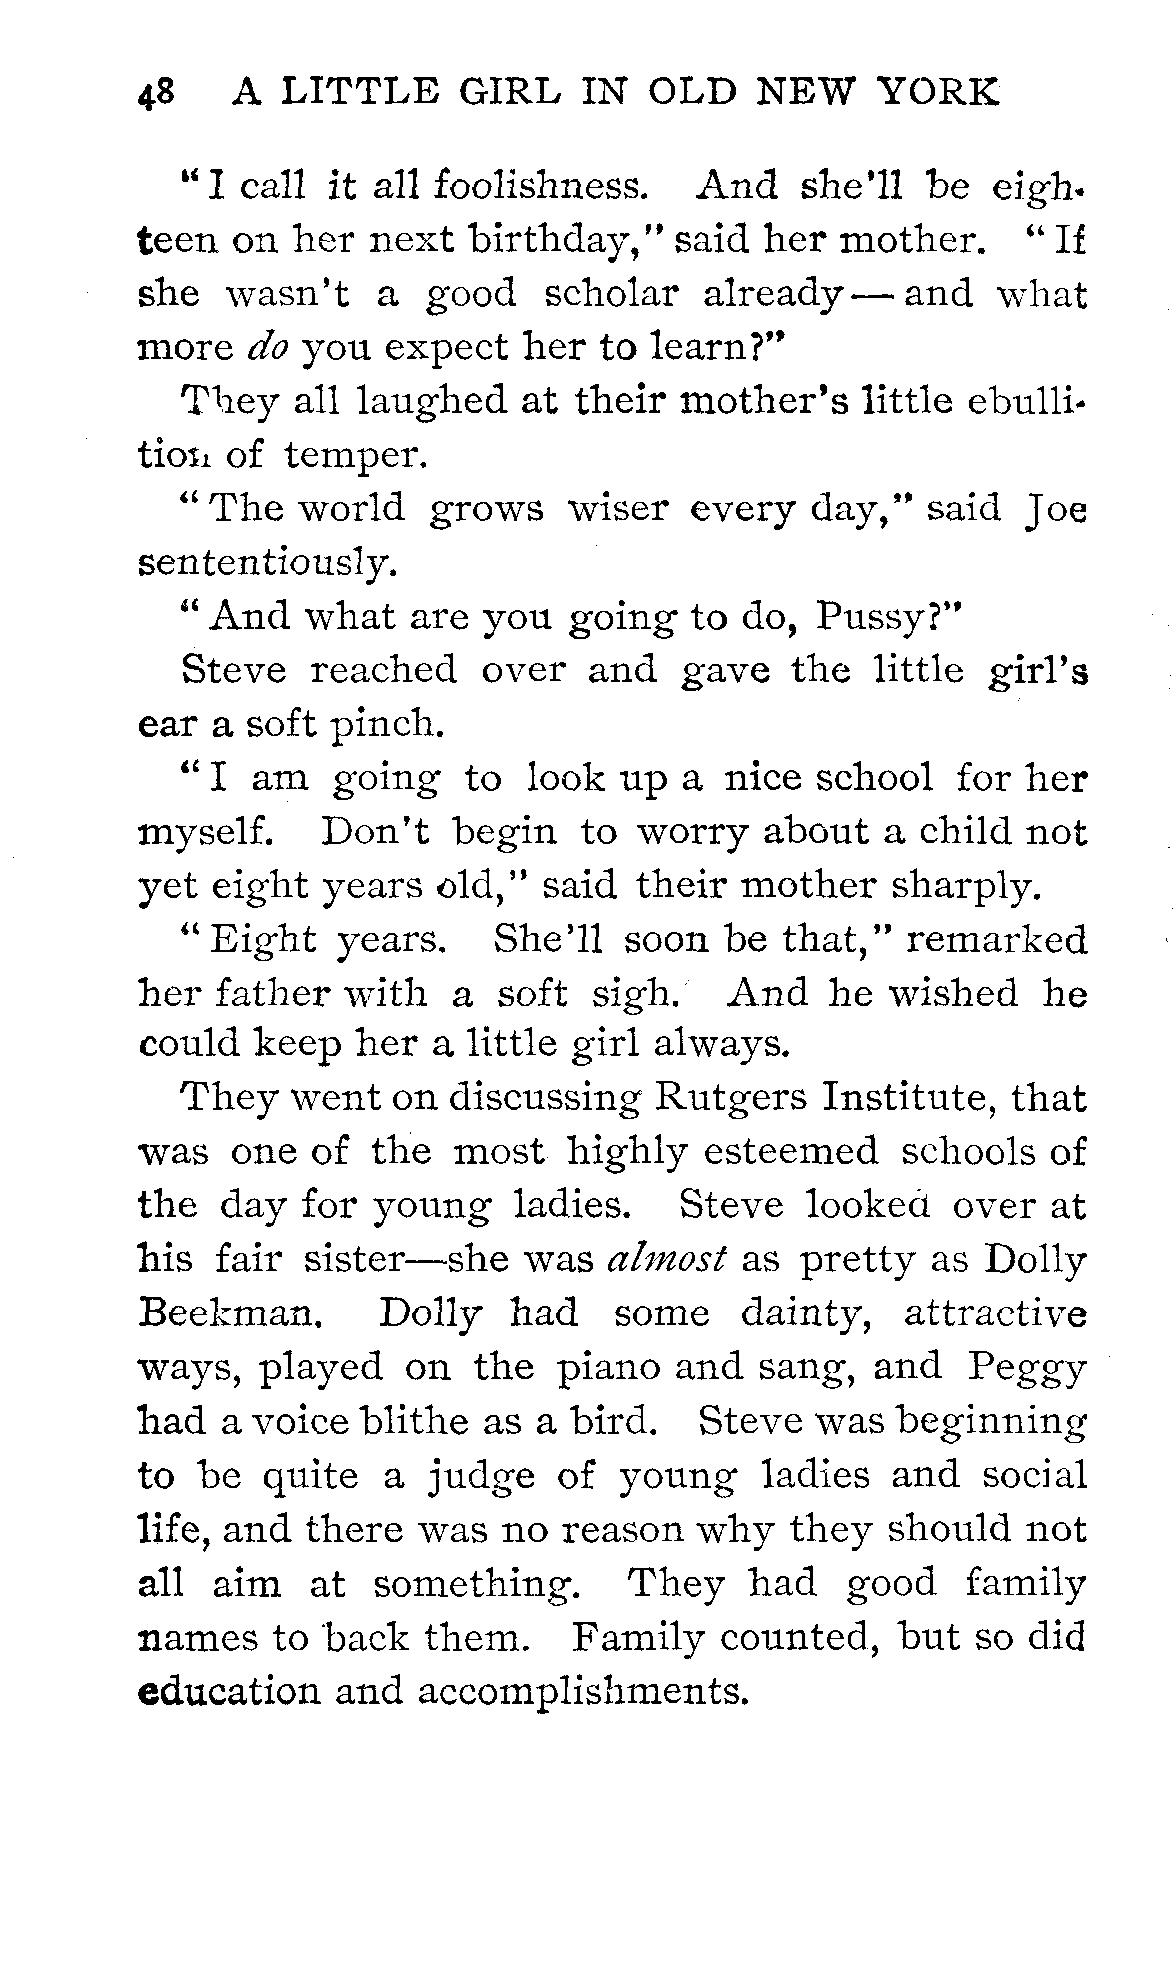 48 A LITTLE GIRL IN OLD NEW YORK
"I call it all foolishness. And she'll be eigh-
teen on her next birthday," said her mother. "If
she wasn't a good scholar already—and what
more do you expect her to learn?"
They all laughed at their mother's little ebulli-
tion of temper.
"The world grows wiser every day," said Joe
sententiously.
"And what are you going to do, Pussy?"
Steve reached over and gave the little girl's
ear a soft pinch.
"I am going to look up a nice school for her
myself. Don't begin to worry about a child not
yet eight years old," said their mother sharply.
"Eight years. She'll soon be that," remarked
her father with a soft sigh. And he wished he
could keep her a little girl always.
They went on discussing Rutgers Institute, that
was one of the most highly esteemed schools of
the day for young ladies. Steve looked over at
his fair sister—she was almost as pretty as Dolly
Beekman. Dolly had some dainty, attractive
ways, played on the piano and sang, and Peggy
had a voice blithe as a bird. Steve was beginning
to be quite a judge of young ladies and social
life, and there was no reason why they should not
all aim at something. They had good family
names to back them. Family counted, but so did
education and accomplishments.